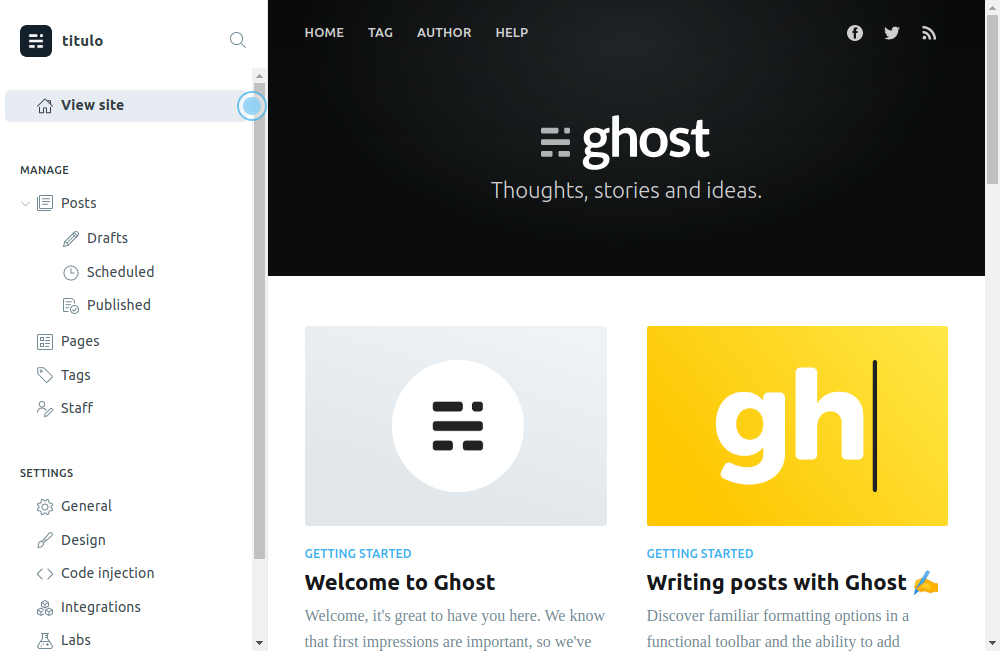 titulo
View site
MANAGE
Posts
Drafts
Scheduled
Published
Pages
Tags
Staff
SETTINGS
General
Design
Code injection
Integrations
Labs
HOME TAG AUTHOR HELP
ghost
Thoughts, stories and ideas.
GETTING STARTED
Welcome to Ghost
Welcome, it's great to have you here. We know
that first impressions are important, so we've
gh
GETTING STARTED
Writing posts with Ghost ✍️
Discover familiar formatting options in a
functional toolbar and the ability to add